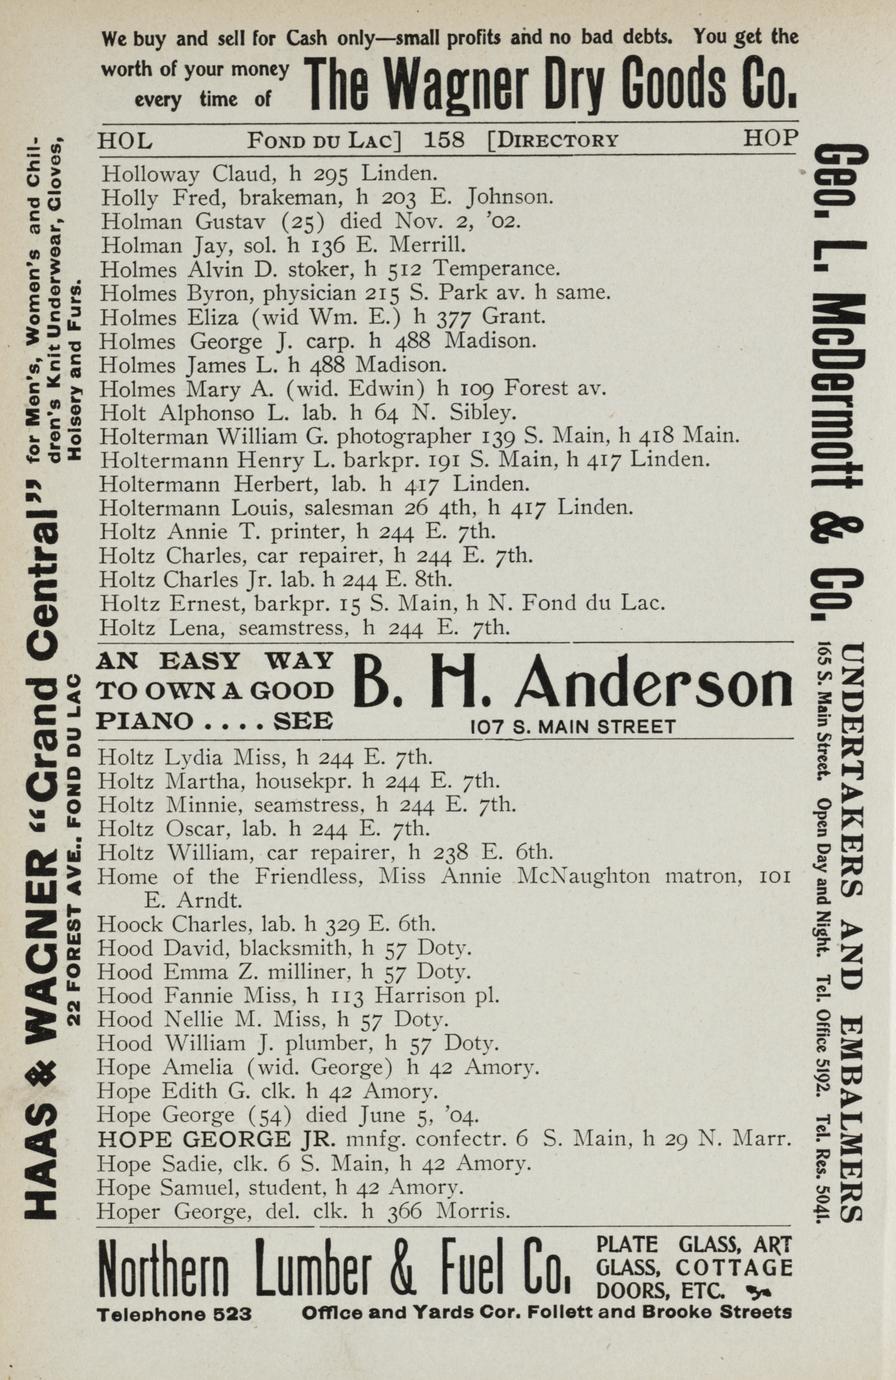 We buy and sell for Cash only—small profits and no bad debts. You get the
worth of your money
every time of
The Wagner Dry Goods Co.
HOL FOND DU LAC] 158 [DIRECTORY HOP
Holloway Claud, h 295 Linden.
Holly Fred, brakeman, h 203 E. Johnson.
Holman Gustav (25) died Nov. 2, ’02.
Holman Jay, sol. h 136 E. Merrill.
Holmes Alvin D. stoker, h 512 Temperance.
Holmes Byron, physician 215 S. Park av. h same.
Holmes Eliza (wid Wm. E.) h 377 Grant.
Holmes George J. carp. h 488 Madison.
Holmes James L. h 488 Madison.
Holmes Mary A. (wid. Edwin) h 109 Forest av.
Holt Alphonso L. lab. h 64 N. Sibley.
Holterman William G. photographer 139 S. Main, h 418 Main.
Holtermann Henry L. barkpr. 191 S. Main, h 417 Linden.
Holtermann Herbert, lab. h 417 Linden.
Holtermann Louis, salesman 26 4th, h 417 Linden.
Holtz Annie T. printer, h 244 E. 7th.
Holtz Charles, car repairer, h 244 E. 7th.
Holtz Charles Jr. lab. h 244 E. 8th.
Holtz Ernest, barkpr. 15 S. Main, h N. Fond du Lac.
Holtz Lena, seamstress, h 244 E. 7th.
AN EASY WAY
TO OWN A GOOD
PIANO . . . . SEE
B. H. Anderson
107 S. MAIN STREET
Holtz Lydia Miss, h 244 E. 7th.
Holtz Martha, housekpr. h 244 E. 7th.
Holtz Minnie, seamstress, h 244 E. 7th.
Holtz Oscar, lab. h 244 E. 7th.
Holtz William, car repairer, h 238 E. 6th.
Home of the Friendless, Miss Annie McNaughton matron, 101
E. Arndt.
Hoock Charles, lab. h 329 E. 6th.
Hood David, blacksmith, h 57 Doty.
Hood Emma Z. milliner, h 57 Doty.
Hood Fannie Miss, h 113 Harrison pl.
Hood Nellie M. Miss, h 57 Doty.
Hood William J. plumber, h 57 Doty.
Hope Amelia (wid. George) h 42 Amory.
Hope Edith G. clk. h 42 Amory.
Hope George (54) died June 5, ’04.
HOPE GEORGE JR. mnfg. confectr. 6 S. Main, h 29 N. Marr.
Hope Sadie, clk. 6 S. Main, h 42 Amory.
Hope Samuel, student, h 42 Amory.
Hoper George, del. clk. h 366 Morris.
Northern Lumber & Fuel Co.
PLATE GLASS, ART
GLASS, COTTAGE
DOORS, ETC.
Telephone 523 Office and Yards Cor. Follett and Brooke Streets
HAAS & WAGNER “Grand Central”
22 FOREST AVE.. FOND DU LAC
for Men's, Women's and Chil-
dren's Knit Underwear, Gloves,
Hoisery and Furs.
Geo. L. McDermott & Co.
UNDERTAKERS AND EMBALMERS
165 S. Main Street. Open Day and Night. Tel. Office 5192. Tel. Res. 5041.